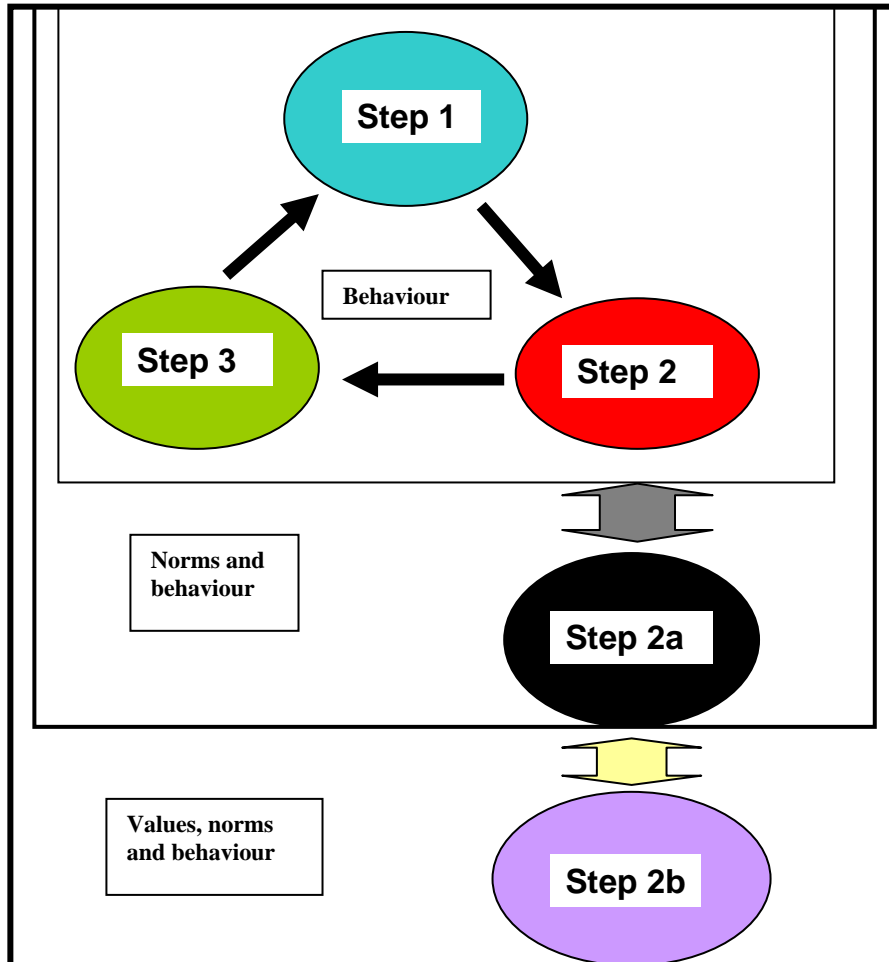 Step 1
Behaviour
Step 3
Step 2
Norms and
behaviour
Step 2a
Values, norms
and behaviour
Step 2b